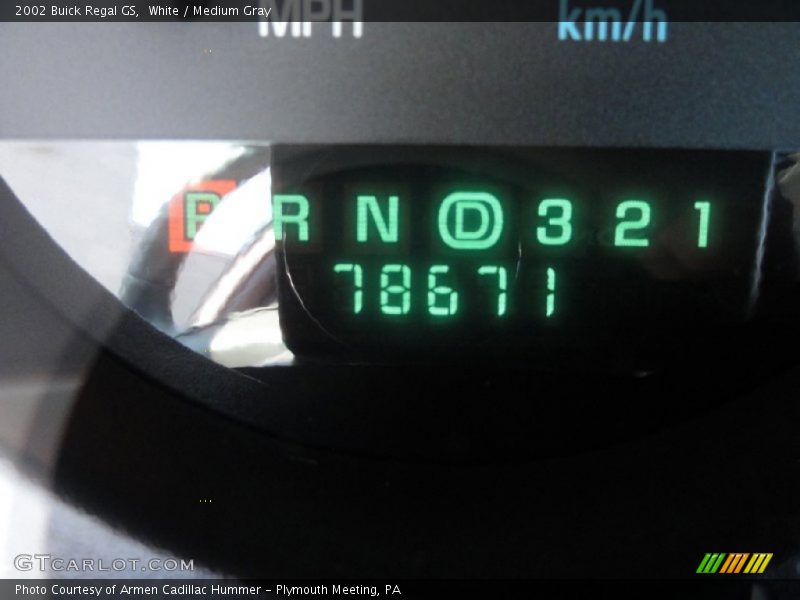 2002 Buick Regal GS,  White / Medium Gray
MPH km/h
P R N D 3 2 1
78671
GTCARLOT.COM
Photo Courtesy of Armen Cadillac Hummer - Plymouth Meeting, PA